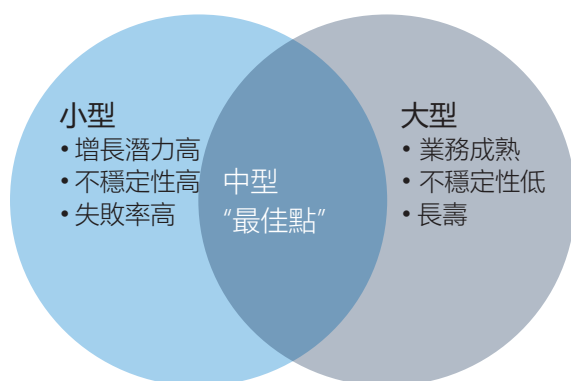 小型
• 增長潛力高
• 不穩定性高
• 失敗率高
中型
“最佳點”
大型
• 業務成熟
• 不穩定性低
• 長壽